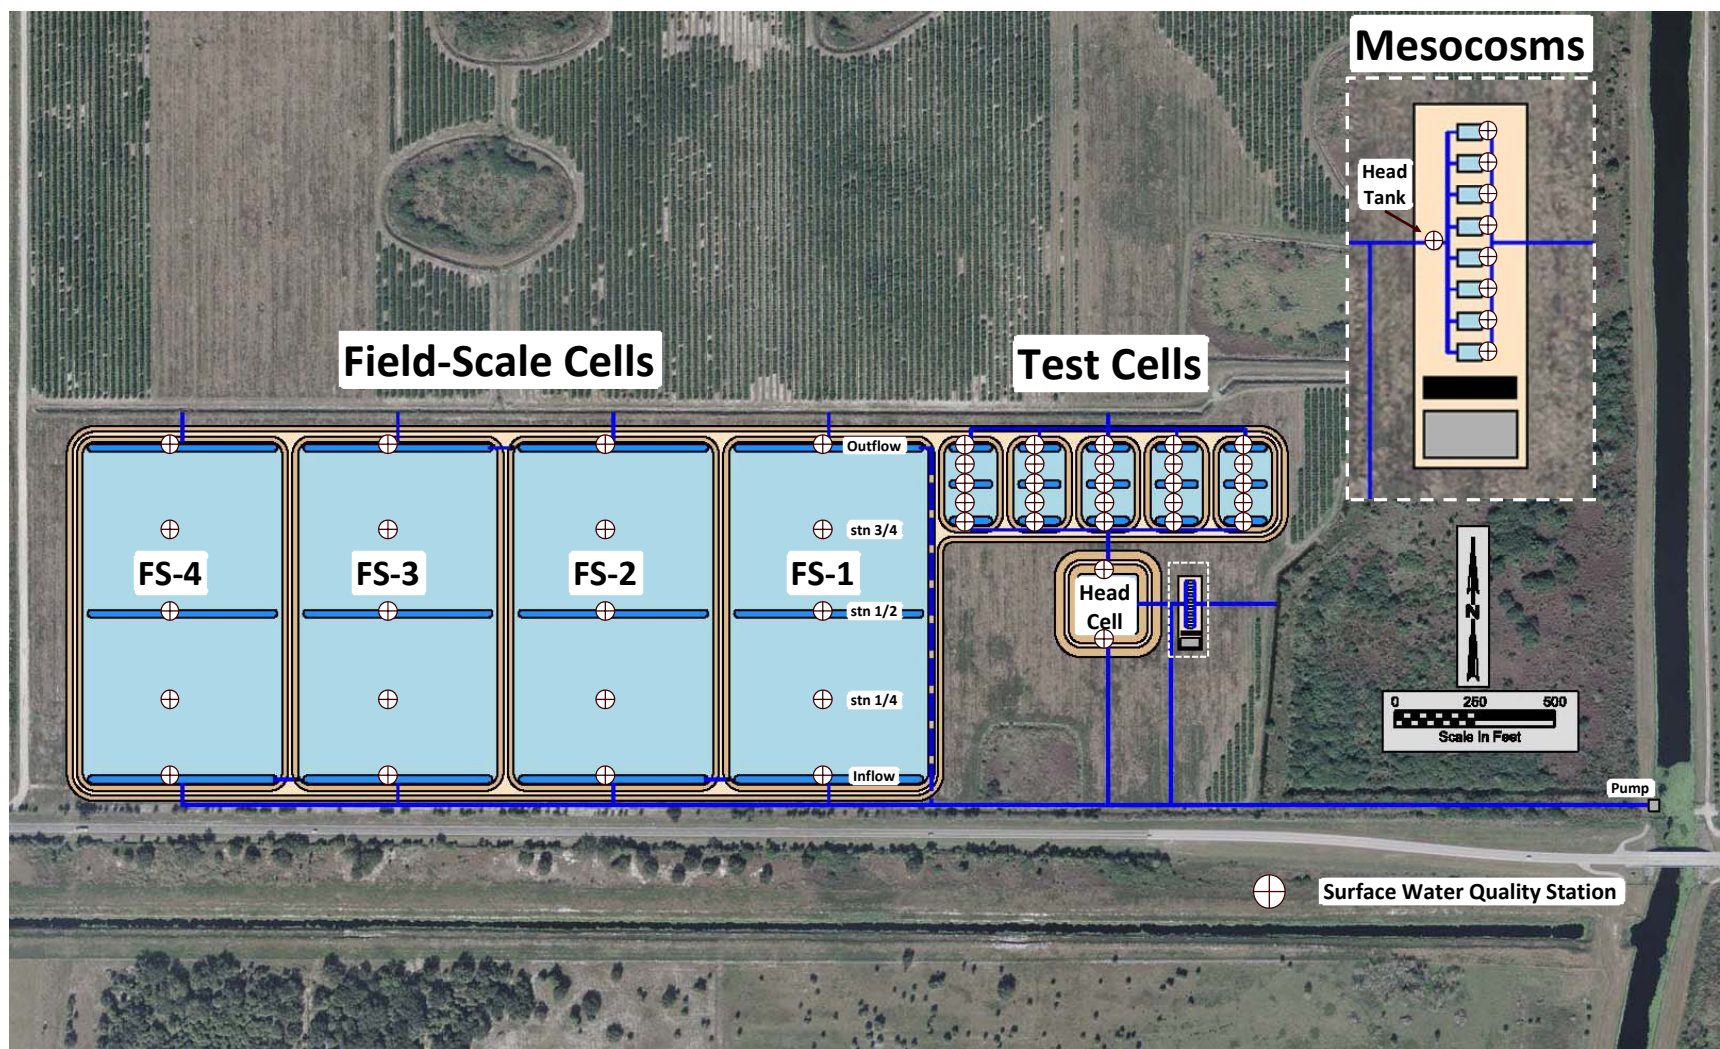 Mesocosms
Head
Tank
Field-Scale Cells
Test Cells
Outflow
stn 3/4
FS-4
FS-3
FS-2
FS-1
Head
Cell
stn 1/2
stn 1/4
N
0 250 500
Scale In Feet
Inflow
Pump
Surface Water Quality Station